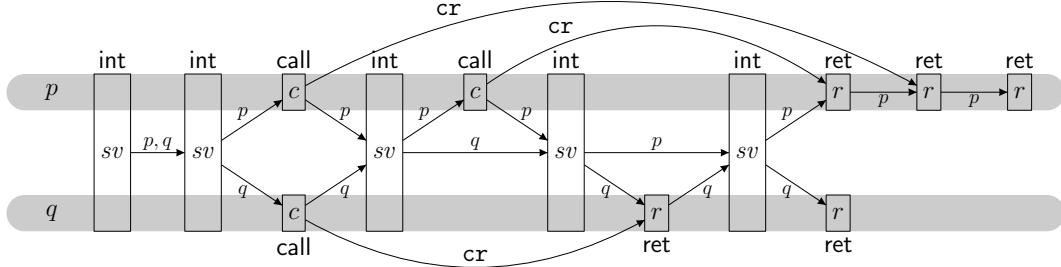 cr
cr
int int call int call int int ret ret ret
p c c r r r
p p p p p p p
sv p, q sv sv q sv p sv
q q q q q
q c r r
call ret ret
cr